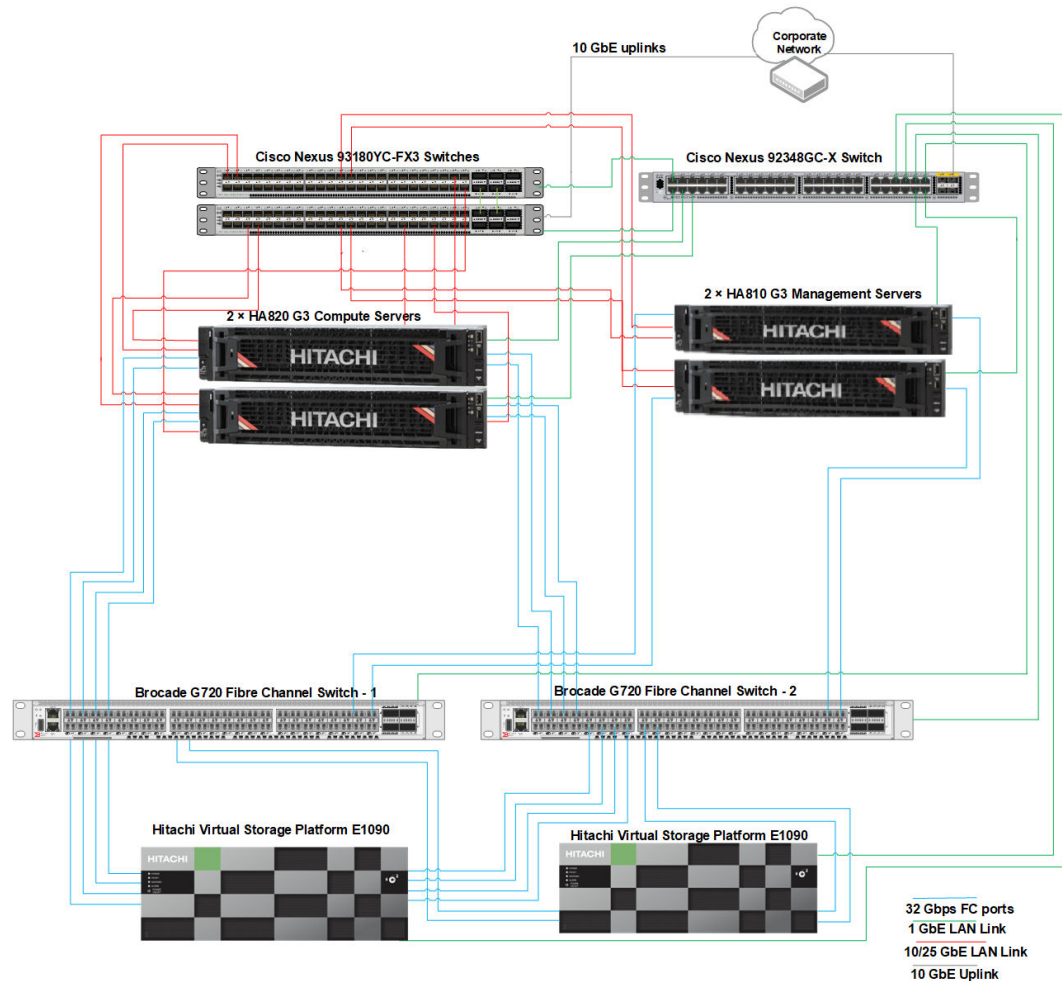 Corporate
Network
10 GbE uplinks
Cisco Nexus 93180YC-FX3 Switches
Cisco Nexus 92348GC-X Switch
2 × HA820 G3 Compute Servers
2 × HA810 G3 Management Servers
HITACHI
HITACHI
HITACHI
HITACHI
Brocade G720 Fibre Channel Switch - 1
Brocade G720 Fibre Channel Switch - 2
Hitachi Virtual Storage Platform E1090
Hitachi Virtual Storage Platform E1090
HITACHI
HITACHI
32 Gbps FC ports
1 GbE LAN Link
10/25 GbE LAN Link
10 GbE Uplink